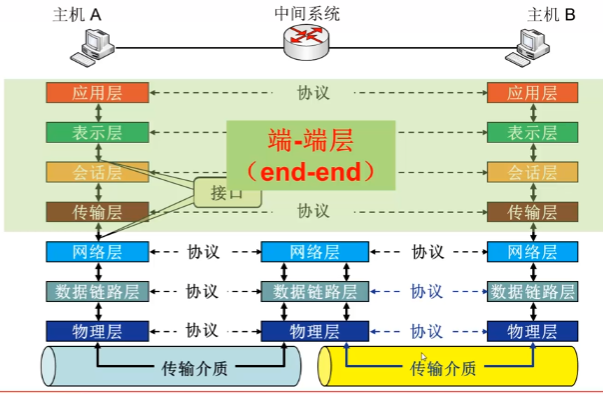 主机 A
中间系统
主机 B
应用层
协议
应用层
表示层
表示层
端-端层
（end-end）
会话层
会话层
接口
传输层
协议
传输层
网络层
协议
网络层
协议
网络层
数据链路层
协议
数据链路层
协议
数据链路层
物理层
协议
物理层
协议
物理层
传输介质
传输介质